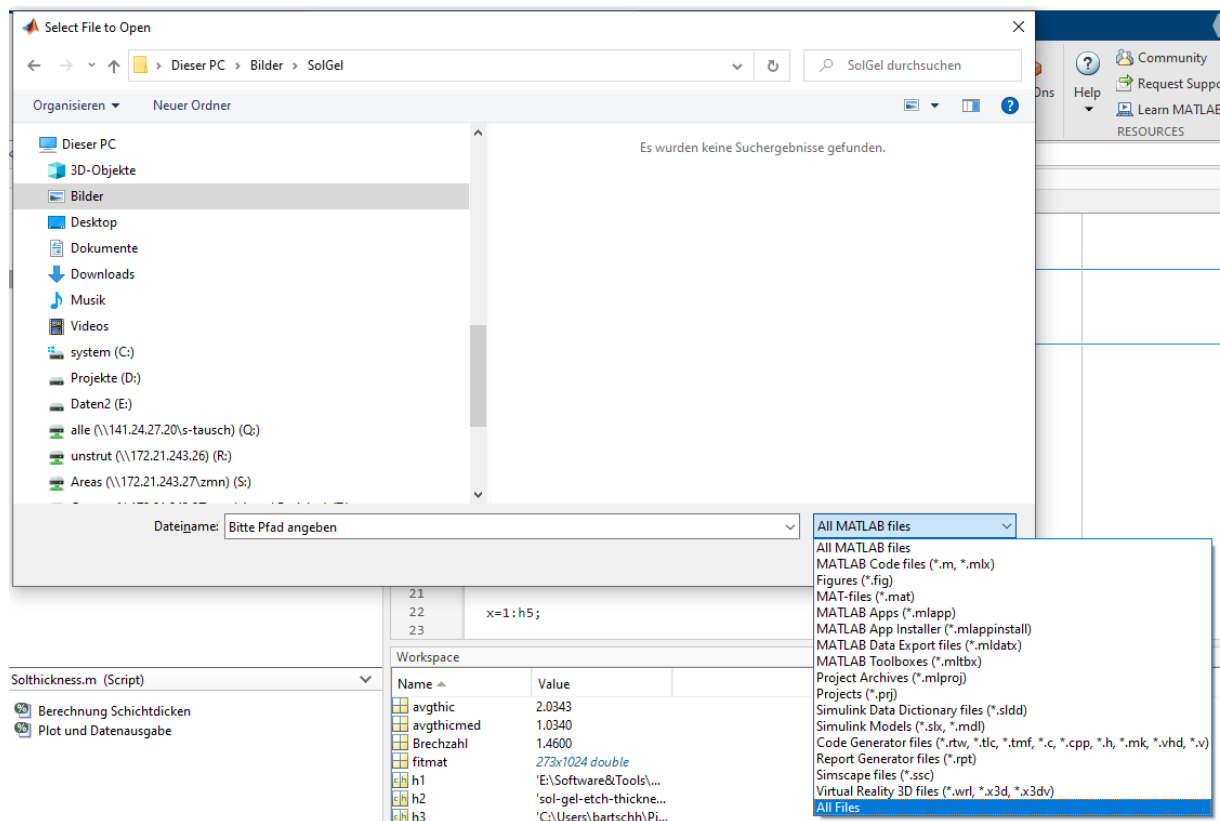 Select File to Open
Dieser PC > Bilder > SolGel
SolGel durchsuchen
Organisieren
Neuer Ordner
Dieser PC
3D-Objekte
Bilder
Desktop
Dokumente
Downloads
Musik
Videos
system (C:)
Projekte (D:)
Daten2 (E:)
alle (\\141.24.27.20\s-tausch) (Q:)
unstrut (\\172.21.243.26) (R:)
Areas (\\172.21.243.27\zmn) (S:)
Es wurden keine Suchergebnisse gefunden.
Dateiname:
Bitte Pfad angeben
All MATLAB files
All MATLAB files
MATLAB Code files (*.m, *.mlx)
Figures (*.fig)
MAT-files (*.mat)
MATLAB Apps (*.mlapp)
MATLAB App Installer (*.mlappinstall)
MATLAB Data Export files (*.mldatx)
MATLAB Toolboxes (*.mltbx)
Project Archives (*.mlproj)
Projects (*.prj)
Simulink Data Dictionary files (*.sldd)
Simulink Models (*.slx, *.mdl)
Code Generator files (*.rtw, *.tlc, *.tmf, *.c, *.cpp, *.h, *.mk, *.vhd, *.v)
Report Generator files (*.rpt)
Simscape files (*.ssc)
Virtual Reality 3D files (*.wrl, *.x3d, *.x3dv)
All Files
Ons
Help
Community
Request Suppo
Learn MATLAB
RESOURCES
21
22 x=1:h5;
23
Workspace
Name Value
avgthic 2.0343
avgthicmed 1.0340
Brechzahl 1.4600
fitmat 273x1024 double
h1 'E:\Software&Tools\...
h2 'sol-gel-etch-thickne...
h3 'C:\Users\bartschh\Pi...
Solthickness.m (Script)
Berechnung Schichtdicken
Plot und Datenausgabe